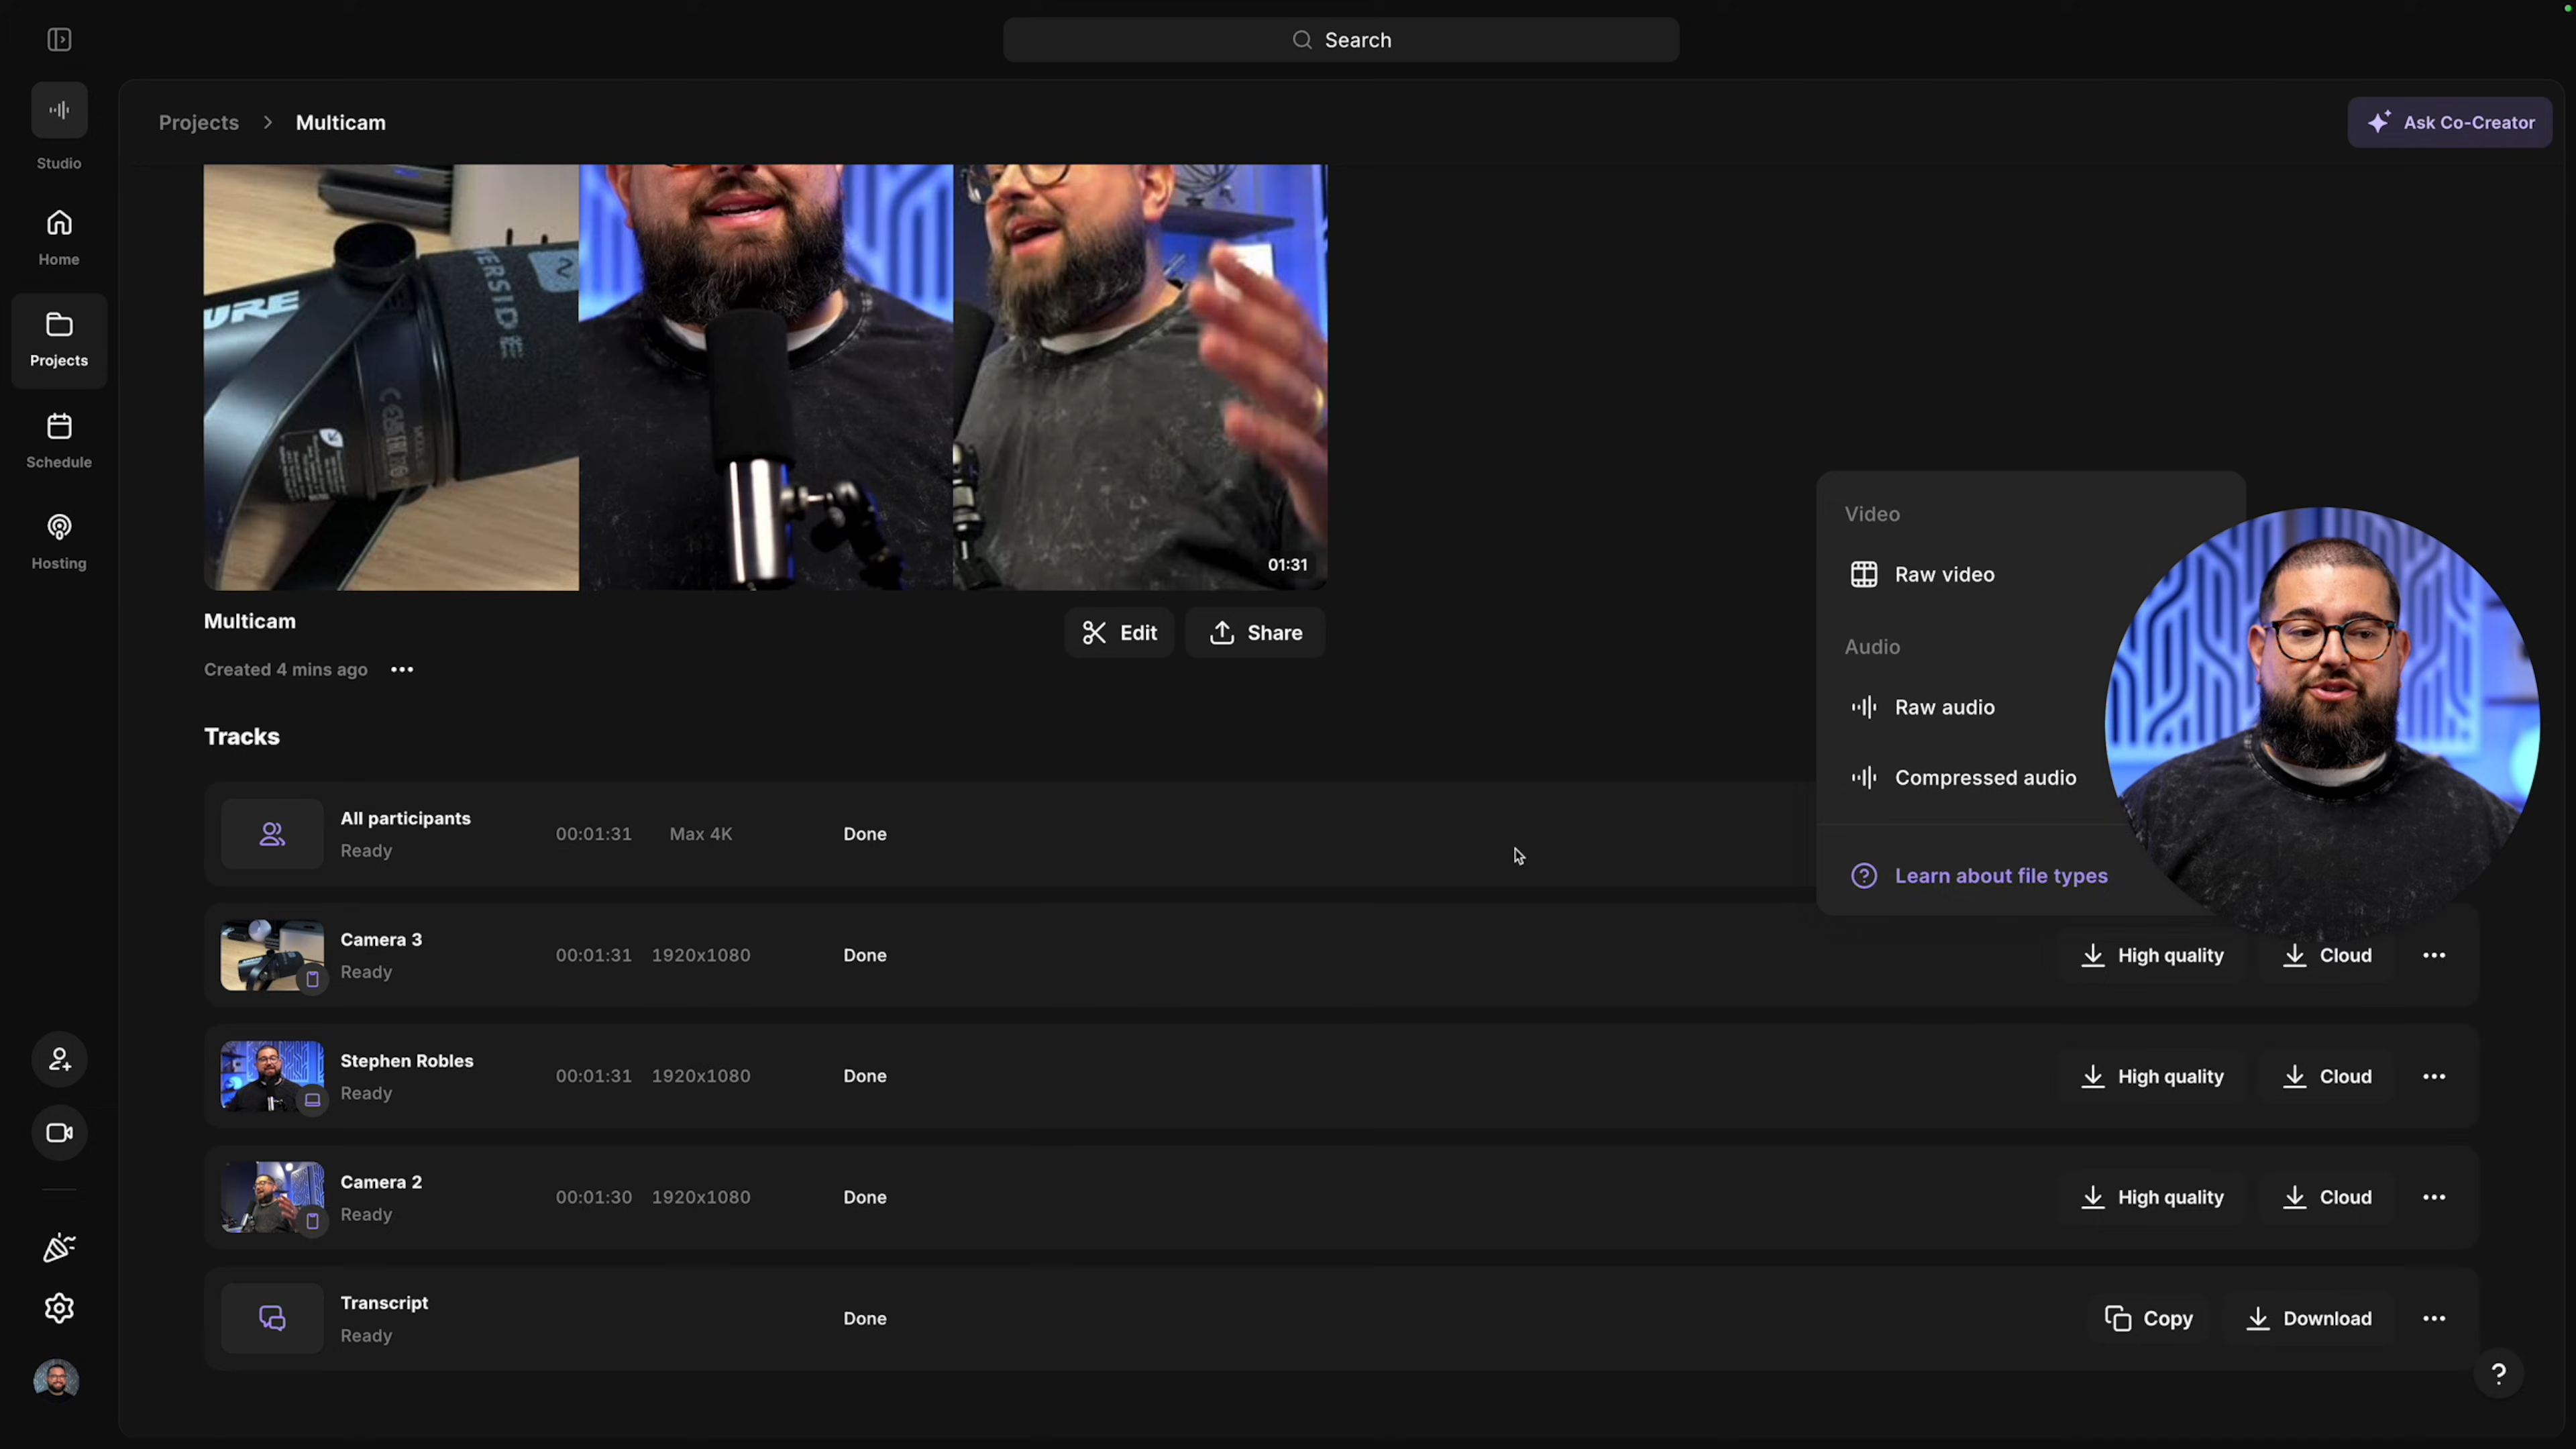 Search
Projects > Multicam
Ask Co-Creator
Studio
Home
Projects
Schedule
Hosting
URE
ERSIDE
01:31
Multicam
Edit
Share
Created 4 mins ago
Video
Raw video
Audio
Raw audio
Compressed audio
Learn about file types
Tracks
All participants
Ready
00:01:31
Max 4K
Done
Camera 3
Ready
00:01:31
1920x1080
Done
High quality
Cloud
Stephen Robles
Ready
00:01:31
1920x1080
Done
High quality
Cloud
Camera 2
Ready
00:01:30
1920x1080
Done
High quality
Cloud
Transcript
Ready
Done
Copy
Download
?